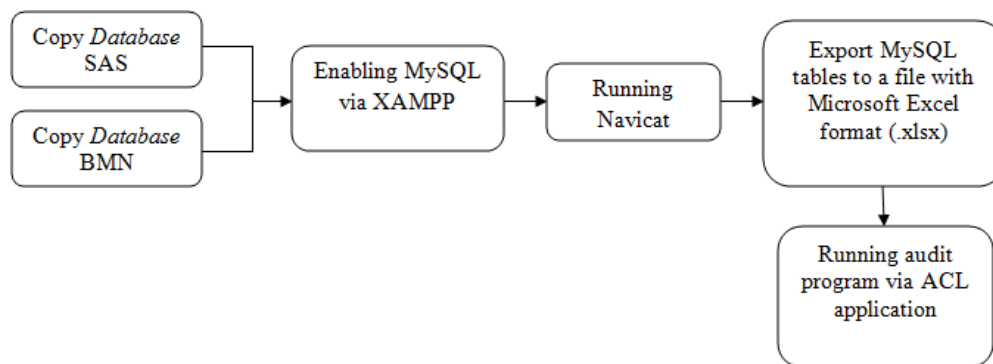 Copy Database
SAS
Copy Database
BMN
Enabling MySQL
via XAMPP
Running
Navicat
Export MySQL
tables to a file with
Microsoft Excel
format (.xlsx)
Running audit
program via ACL
application